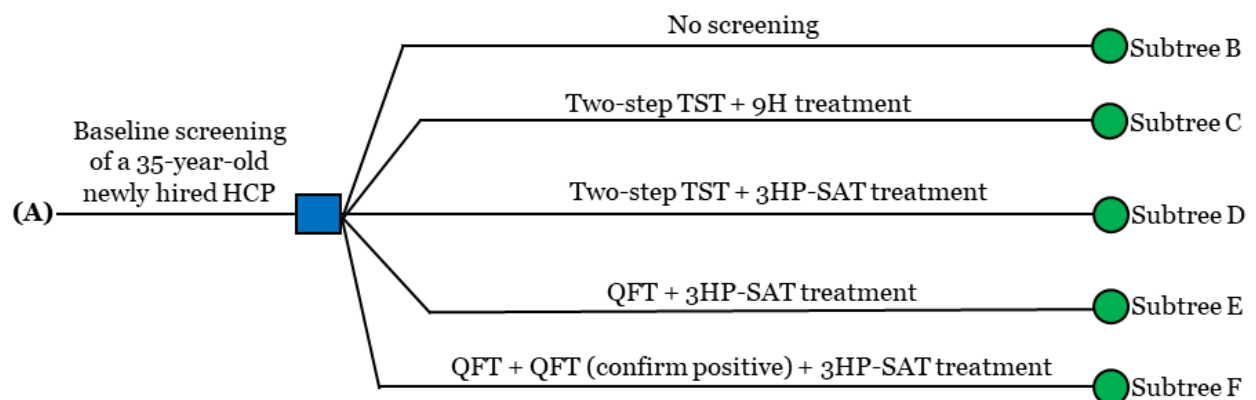 No screening
Subtree B
Two-step TST + 9H treatment
Subtree C
Baseline screening
of a 35-year-old
newly hired HCP
(A)
Two-step TST + 3HP-SAT treatment
Subtree D
QFT + 3HP-SAT treatment
Subtree E
QFT + QFT (confirm positive) + 3HP-SAT treatment
Subtree F